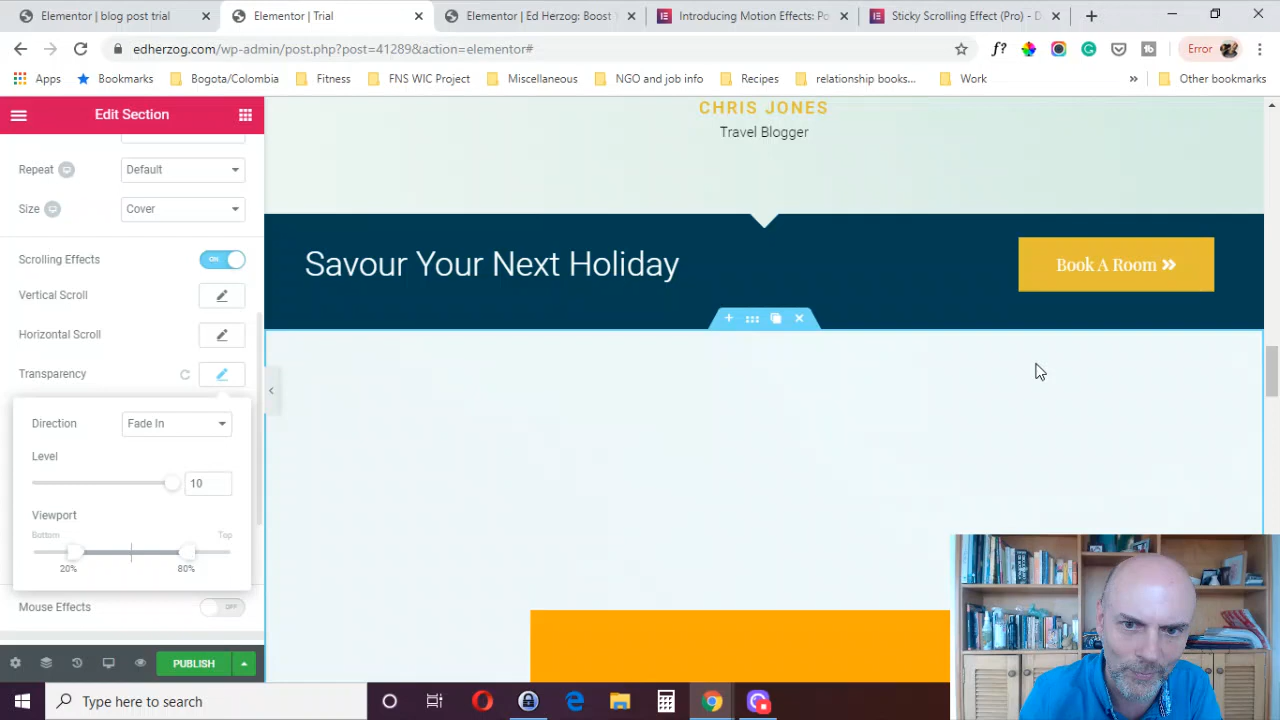 Elementor | blog post trial
Elementor | Trial
Elementor | Ed Herzog: Boost
Introducing Motion Effects: Po
Sticky Scrolling Effect (Pro) - D
edherzog.com/wp-admin/post.php?post=41289&action=elementor#
f?
Error
Apps
Bookmarks
Bogota/Colombia
Fitness
FNS WIC Project
Miscellaneous
NGO and job info
Recipes
relationship books...
Work
Other bookmarks
Edit Section
Repeat
Default
Size
Cover
Scrolling Effects
ON
Vertical Scroll
Horizontal Scroll
Transparency
Direction
Fade In
Level
10
Viewport
Bottom
Top
20%
80%
Mouse Effects
OFF
PUBLISH
CHRIS JONES
Travel Blogger
Savour Your Next Holiday
Book A Room
Type here to search